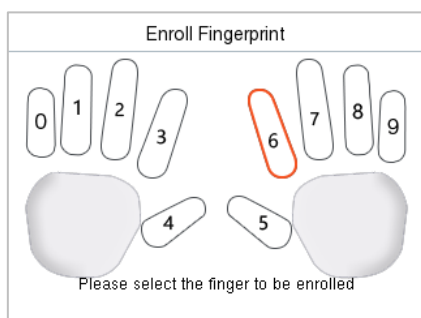 Enroll Fingerprint
0 1 2 3 6 7 8 9
4 5
Please select the finger to be enrolled